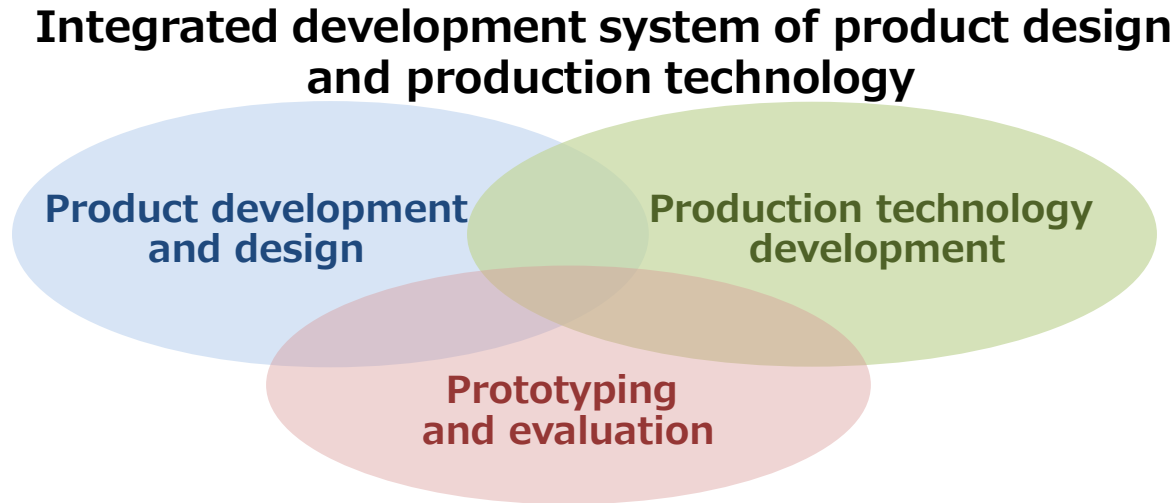 Integrated development system of product design
and production technology
Product development
and design
Production technology
development
Prototyping
and evaluation